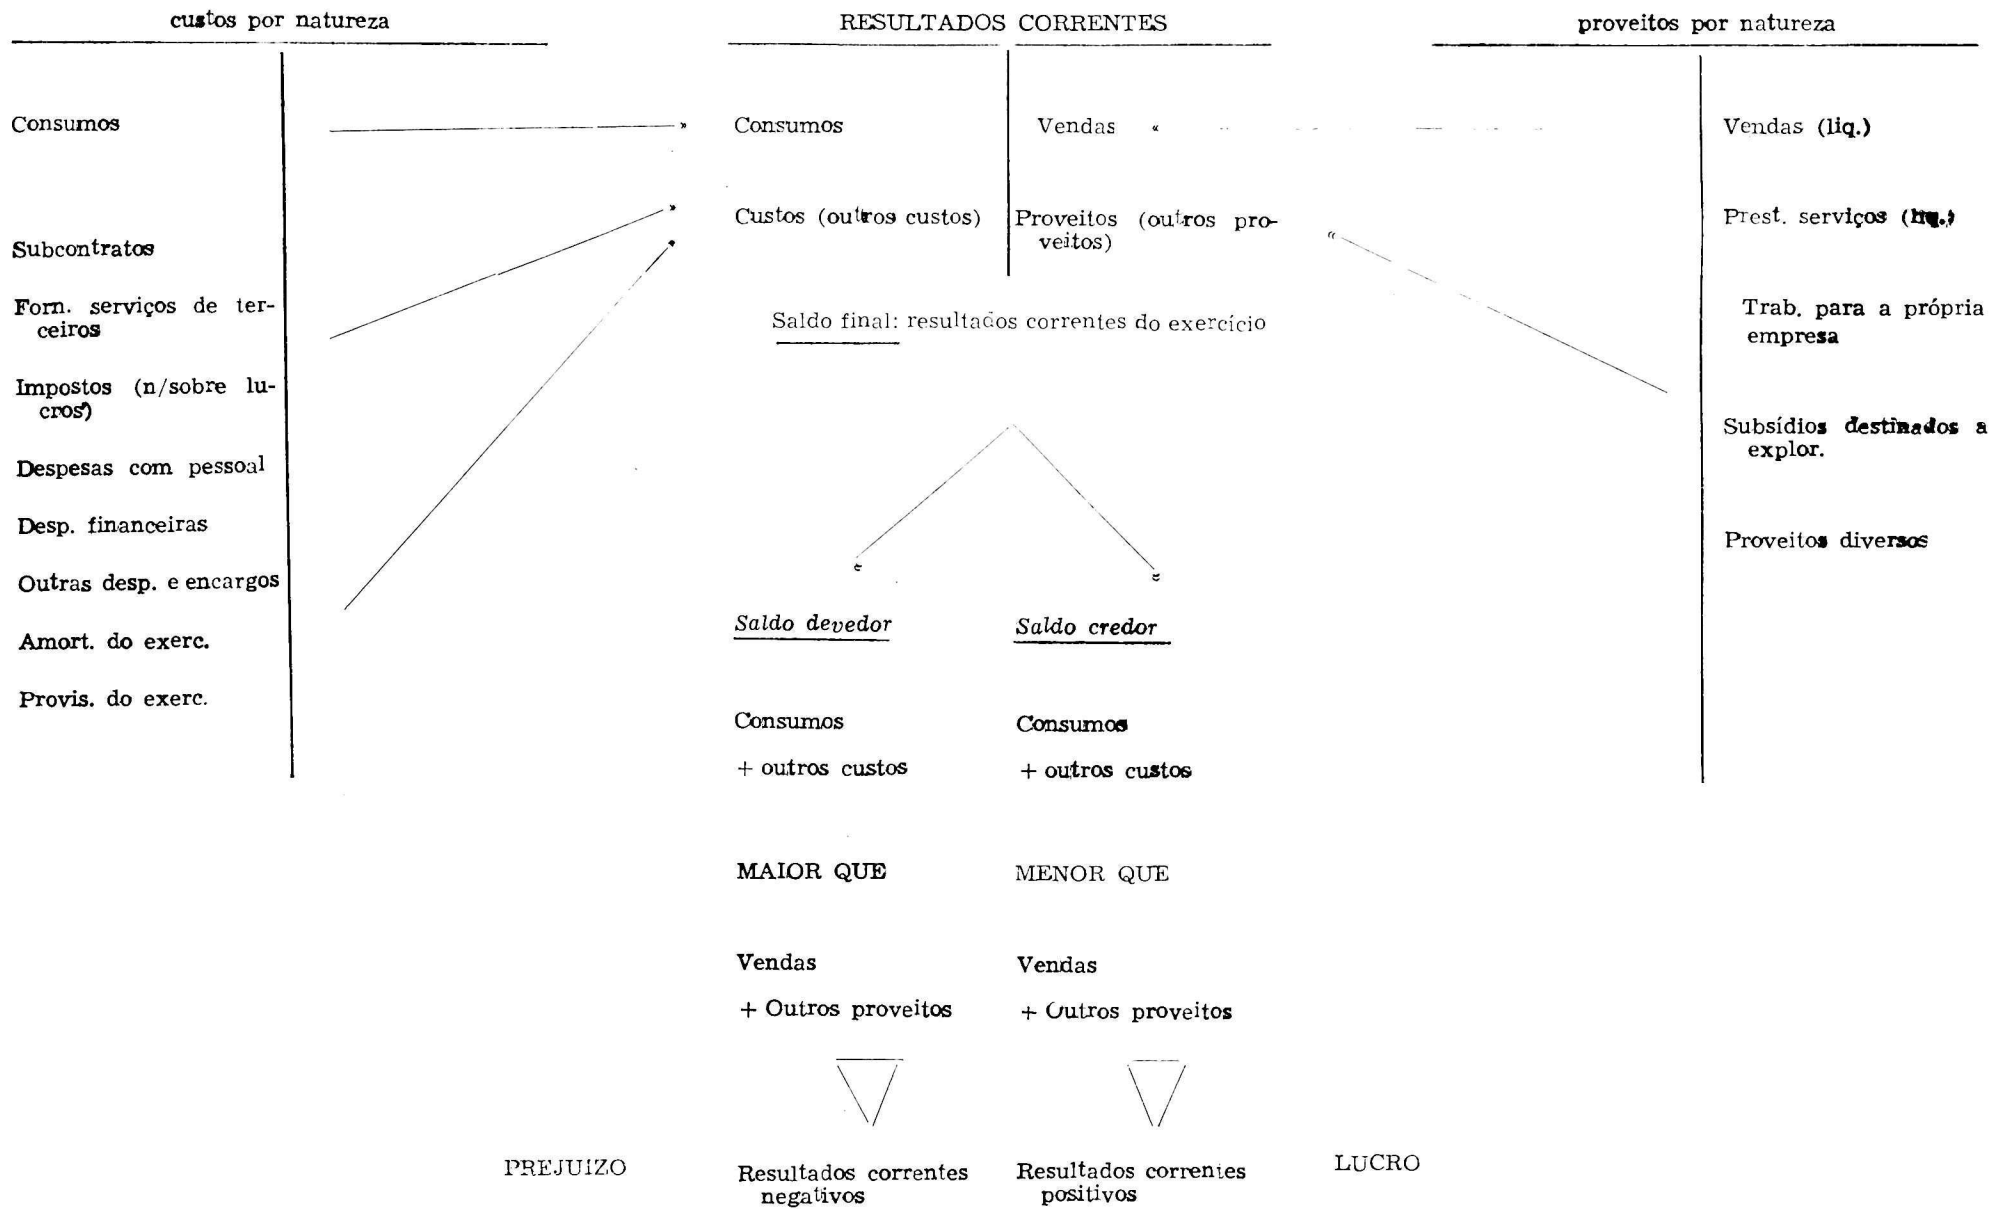 custos por natureza
Consumos
Subcontratos
Forn. serviços de ter-
ceiros
Impostos (n/sobre lu-
cros)
Despesas com pessoal
Desp. financeiras
Outras desp. e encargos
Amort. do exerc.
Provis. do exerc.
RESULTADOS CORRENTES
Consumos
Custos (outros custos)
Vendas
Proveitos (outros pro-
veitos)
Saldo final: resultados correntes do exercício
Saldo devedor
Consumos
+ outros custos
MAIOR QUE
Vendas
+ Outros proveitos
PREJUIZO
Resultados correntes
negativos
Saldo credor
Consumos
+ outros custos
MENOR QUE
Vendas
+ Outros proveitos
Resultados correntes
positivos
LUCRO
proveitos por natureza
Vendas (liq.)
Prest. serviços (liq.)
Trab. para a própria
empresa
Subsídios destinados a
explor.
Proveitos diversos